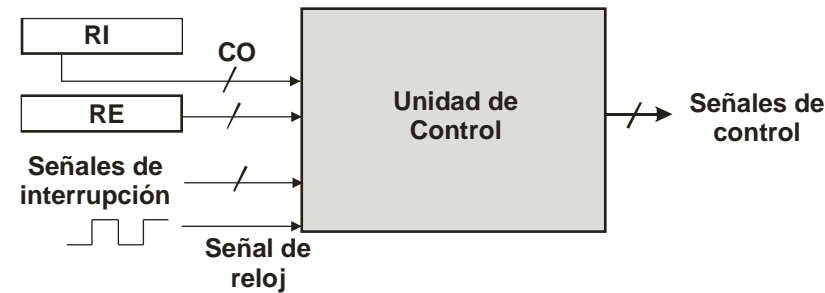 RI
CO
RE
Señales de
interrupción
Señal de
reloj
Unidad de
Control
Señales de
control